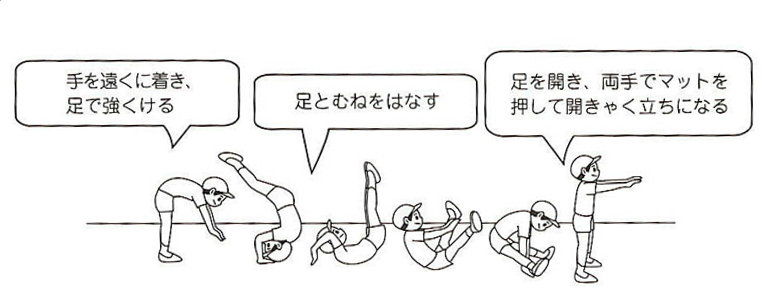 手を遠くに着き、
足で強くける
足とむねをはなす
足を開き、両手でマットを
押して開きゃく立ちになる